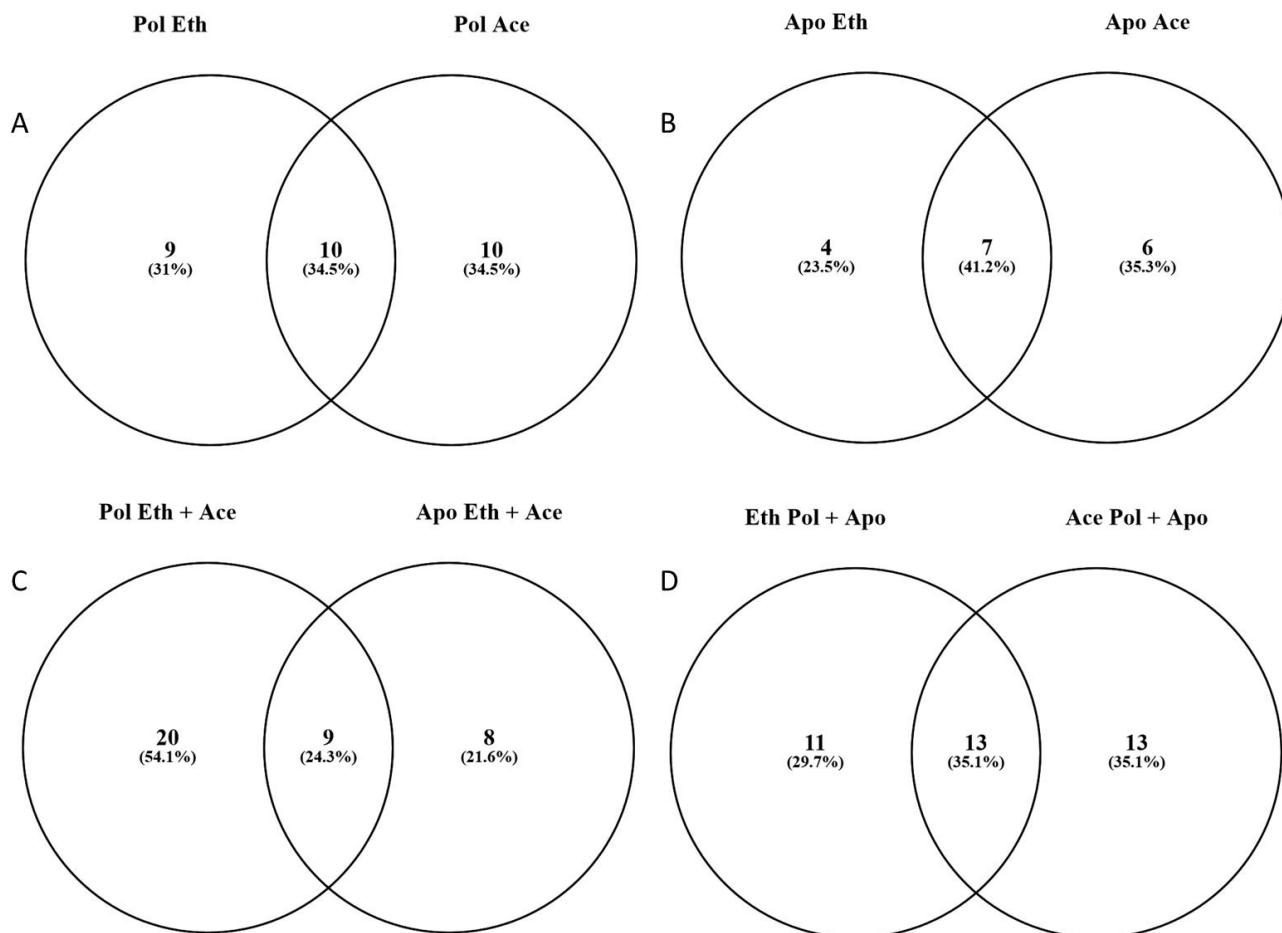 Pol Eth Pol Ace
A
9 10 10
(31%) (34.5%) (34.5%)
Apo Eth Apo Ace
B
4 7 6
(23.5%) (41.2%) (35.3%)
Pol Eth + Ace Apo Eth + Ace
C
20 9 8
(54.1%) (24.3%) (21.6%)
Eth Pol + Apo Ace Pol + Apo
D
11 13 13
(29.7%) (35.1%) (35.1%)